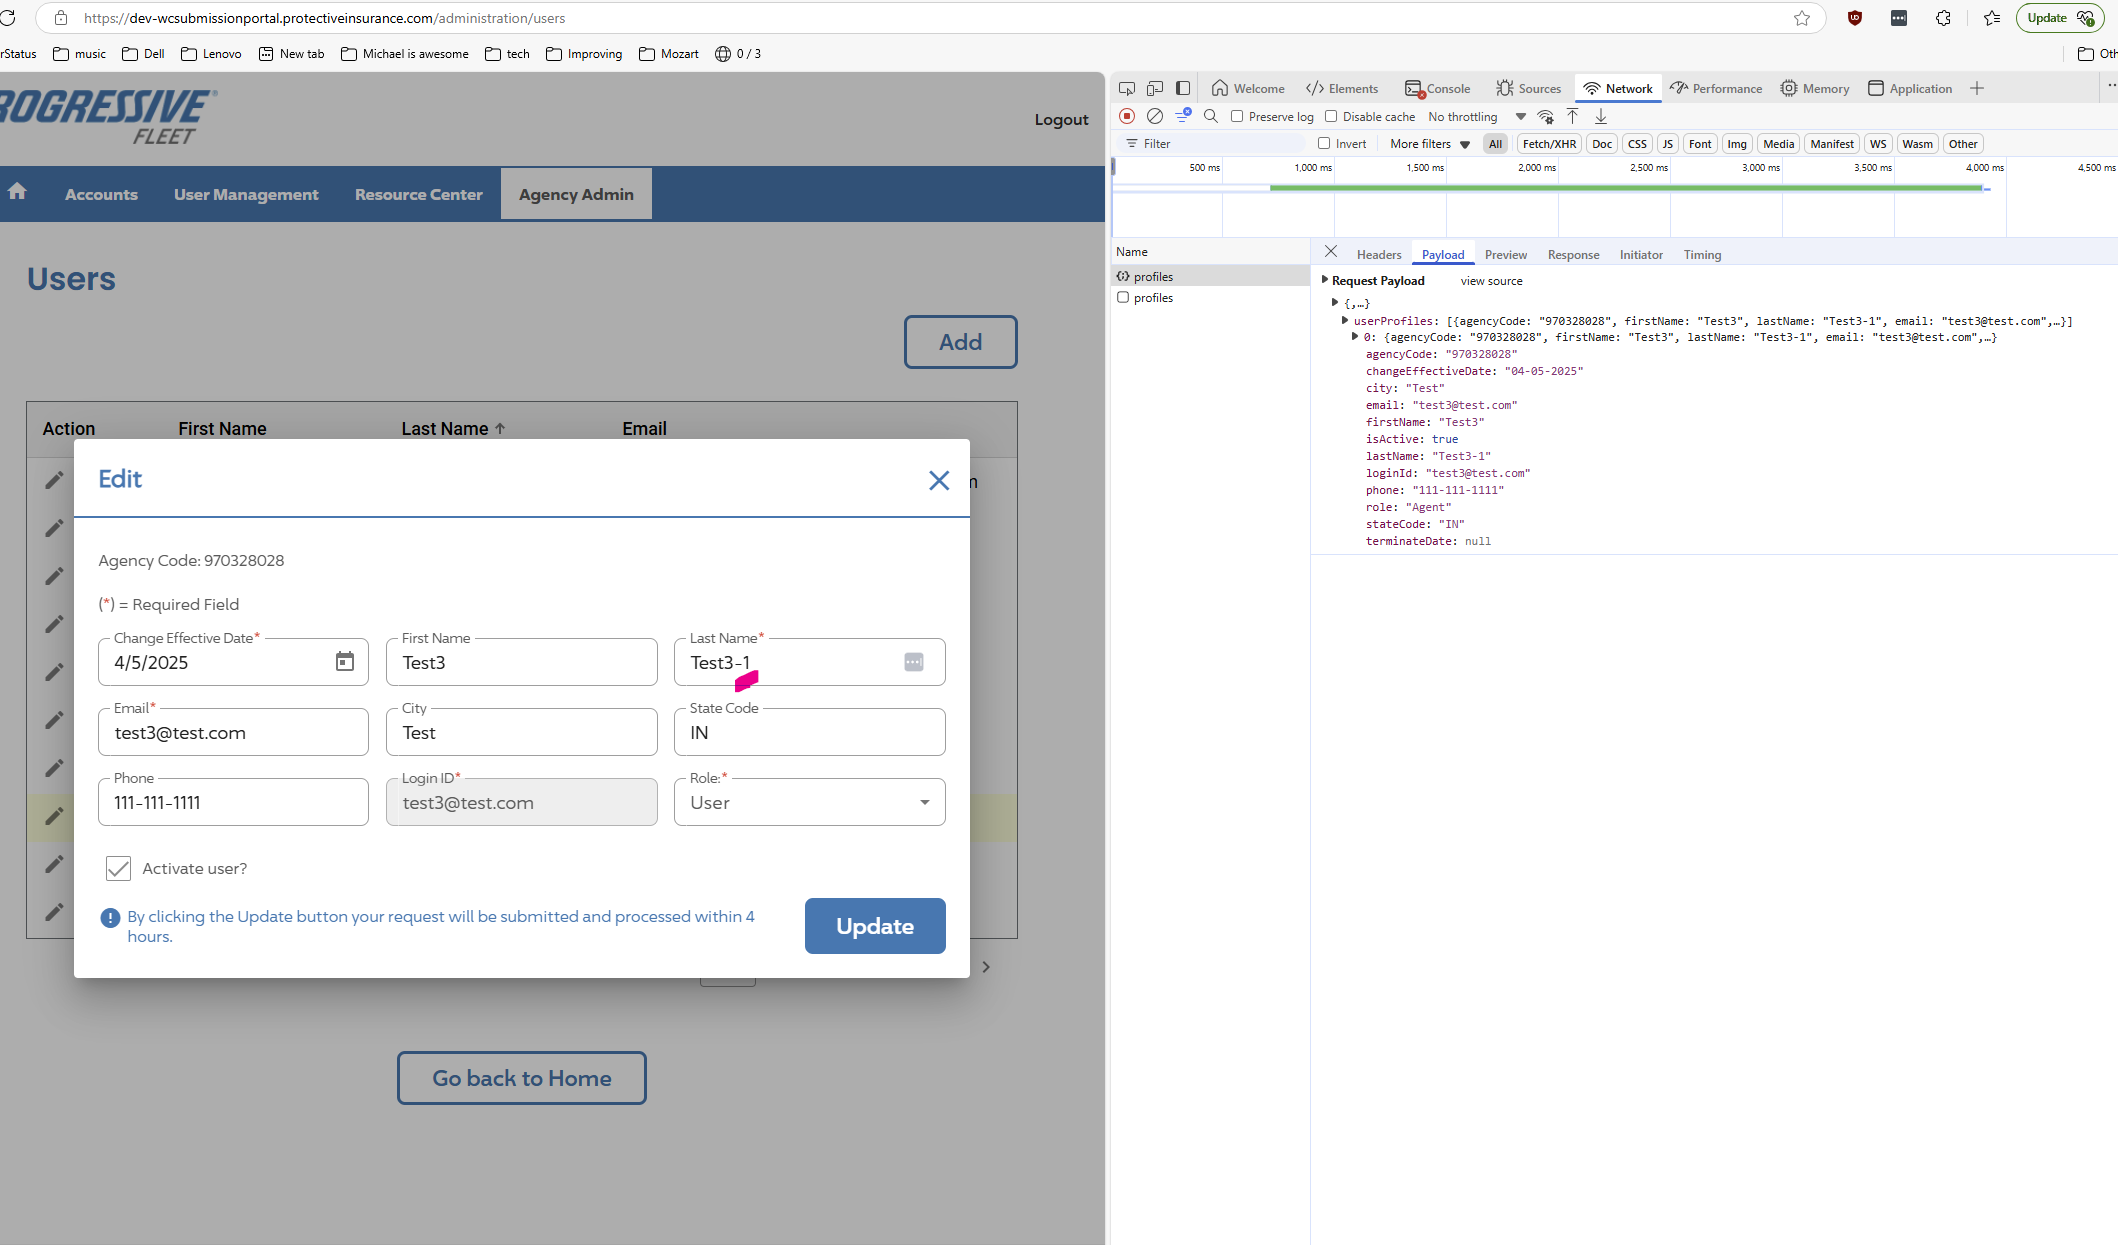 https://dev-wcsubmissionportal.protectiveinsurance.com/administration/users
Update
rStatus music Dell Lenovo New tab Michael is awesome tech Improving Mozart 0 / 3
Oth
ROGRESSIVE
FLEET
Logout
Accounts User Management Resource Center Agency Admin
Users
Add
Action First Name Last Name Email
m
Edit
Agency Code: 970328028
(*) = Required Field
Change Effective Date* First Name Last Name*
4/5/2025 Test3 Test3-1
Email* City State Code
test3@test.com Test IN
Phone Login ID* Role:*
111-111-1111 test3@test.com User
Activate user?
By clicking the Update button your request will be submitted and processed within 4
hours.
Update
Go back to Home
Welcome Elements Console Sources Network Performance Memory Application
Preserve log Disable cache No throttling
Filter Invert More filters All Fetch/XHR Doc CSS JS Font Img Media Manifest WS Wasm Other
500 ms 1,000 ms 1,500 ms 2,000 ms 2,500 ms 3,000 ms 3,500 ms 4,000 ms 4,500 ms
Name
profiles
profiles
Headers Payload Preview Response Initiator Timing
Request Payload view source
{,…}
userProfiles: [{agencyCode: "970328028", firstName: "Test3", lastName: "Test3-1", email: "test3@test.com",…}]
0: {agencyCode: "970328028", firstName: "Test3", lastName: "Test3-1", email: "test3@test.com",…}
agencyCode: "970328028"
changeEffectiveDate: "04-05-2025"
city: "Test"
email: "test3@test.com"
firstName: "Test3"
isActive: true
lastName: "Test3-1"
loginId: "test3@test.com"
phone: "111-111-1111"
role: "Agent"
stateCode: "IN"
terminateDate: null